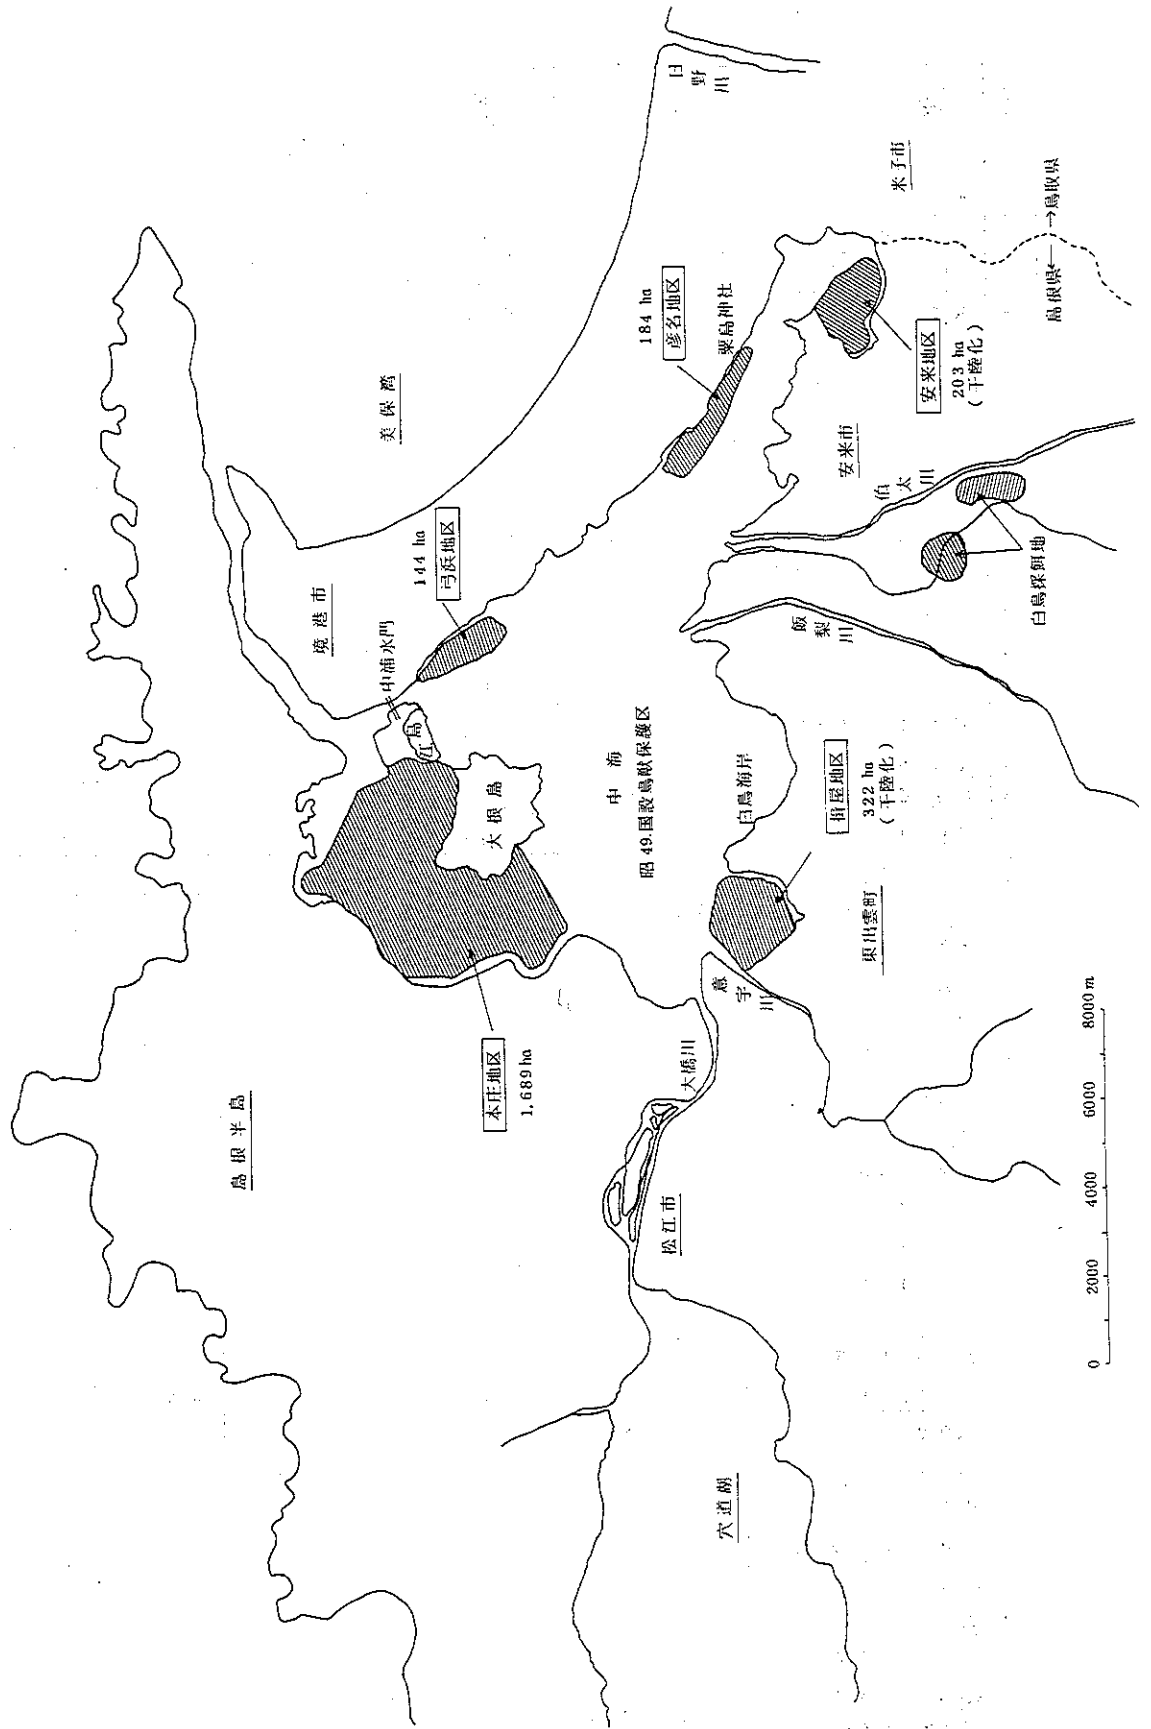 島根半島
美保湾
境港市
中浦水門
江島
大根島
144 ha
弓浜地区
184 ha
彦名地区
粟島神社
日野川
米子市
島根県←
→鳥取県
本庄地区
1,689 ha
中海
昭49.国設鳥獣保護区
白鳥海岸
安来市
安来地区
203 ha
(干陸化)
伯太川
飯梨川
白鳥採餌地
揖屋地区
322 ha
(干陸化)
東出雲町
意宇川
大橋川
松江市
穴道湖
0
2000
4000
6000
8000 m